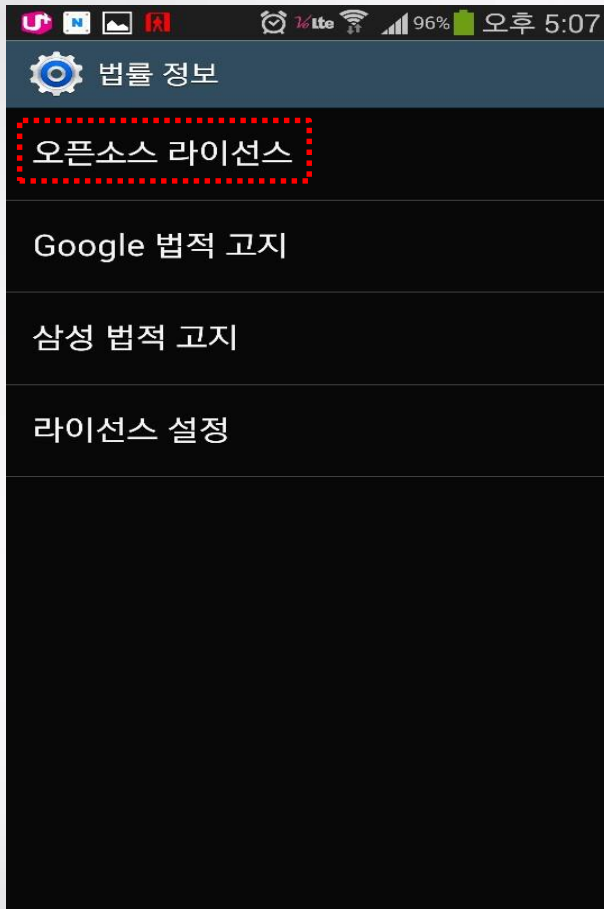 U+ N LTE 96% 오후 5:07
법률 정보
오픈소스 라이선스
Google 법적 고지
삼성 법적 고지
라이선스 설정